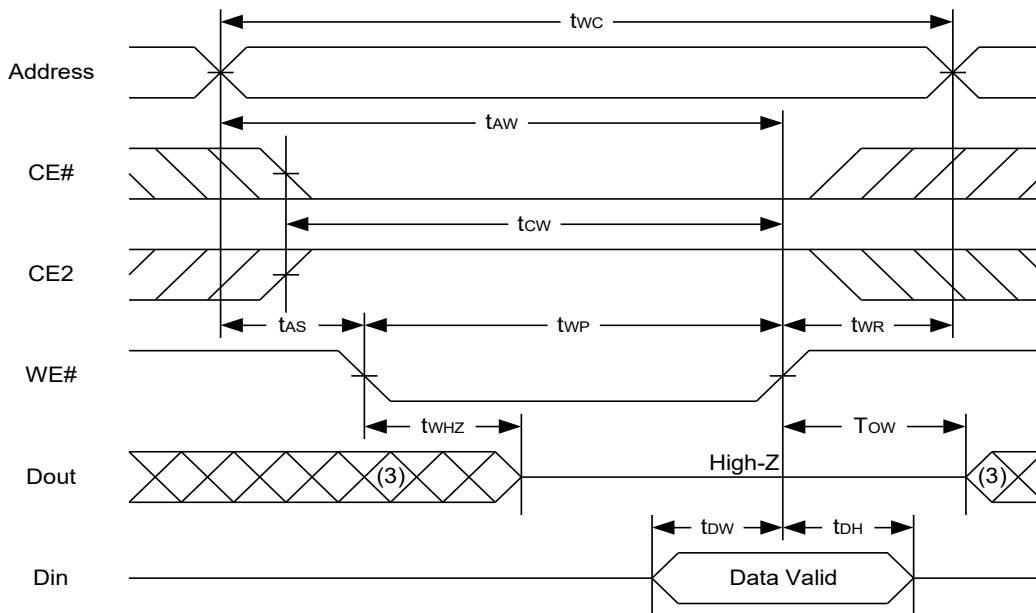 tWC
Address
tAW
CE#
tCW
CE2
tAS tWP tWR
WE#
tWHZ TOW
Dout (3) High-Z (3)
tDW tDH
Din Data Valid